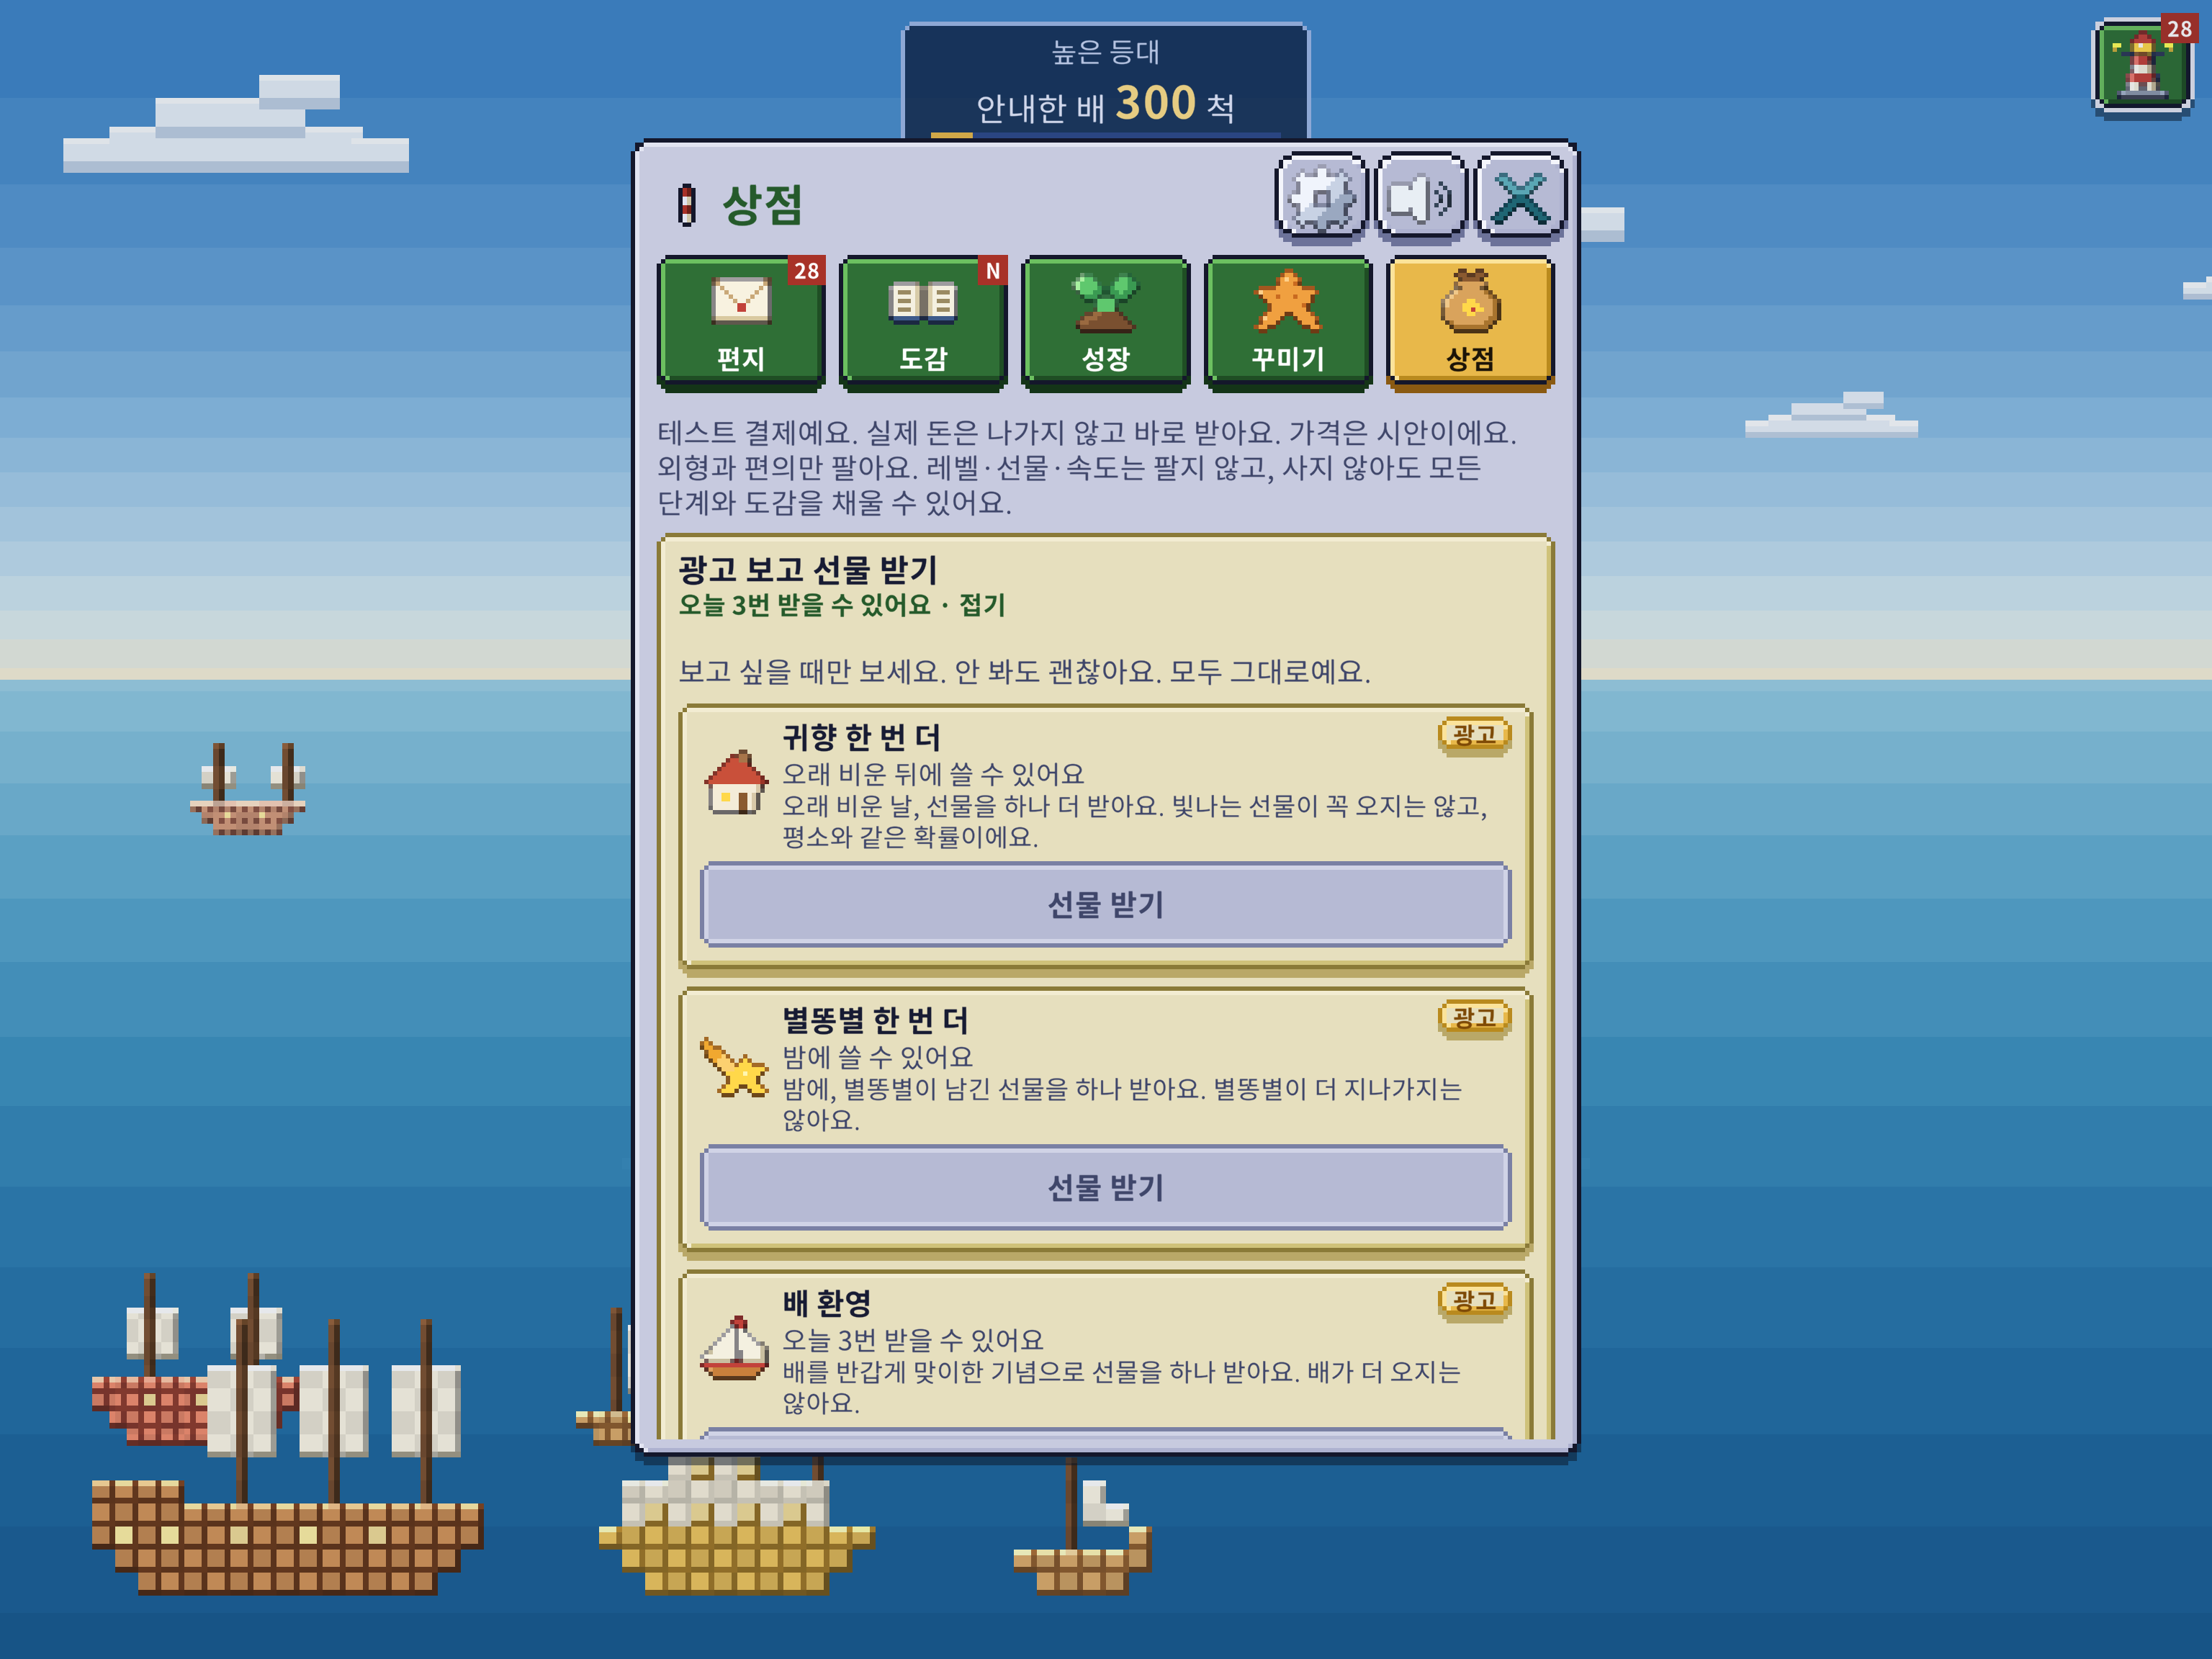 높은 등대
안내한 배 300 척
28
상점
28
N
편지
도감
성장
꾸미기
상점
테스트 결제예요. 실제 돈은 나가지 않고 바로 받아요. 가격은 시안이에요.
외형과 편의만 팔아요. 레벨·선물·속도는 팔지 않고, 사지 않아도 모든
단계와 도감을 채울 수 있어요.
광고 보고 선물 받기
오늘 3번 받을 수 있어요 · 접기
보고 싶을 때만 보세요. 안 봐도 괜찮아요. 모두 그대로예요.
귀향 한 번 더
광고
오래 비운 뒤에 쓸 수 있어요
오래 비운 날, 선물을 하나 더 받아요. 빛나는 선물이 꼭 오지는 않고,
평소와 같은 확률이에요.
선물 받기
별똥별 한 번 더
광고
밤에 쓸 수 있어요
밤에, 별똥별이 남긴 선물을 하나 받아요. 별똥별이 더 지나가지는
않아요.
선물 받기
배 환영
광고
오늘 3번 받을 수 있어요
배를 반갑게 맞이한 기념으로 선물을 하나 받아요. 배가 더 오지는
않아요.